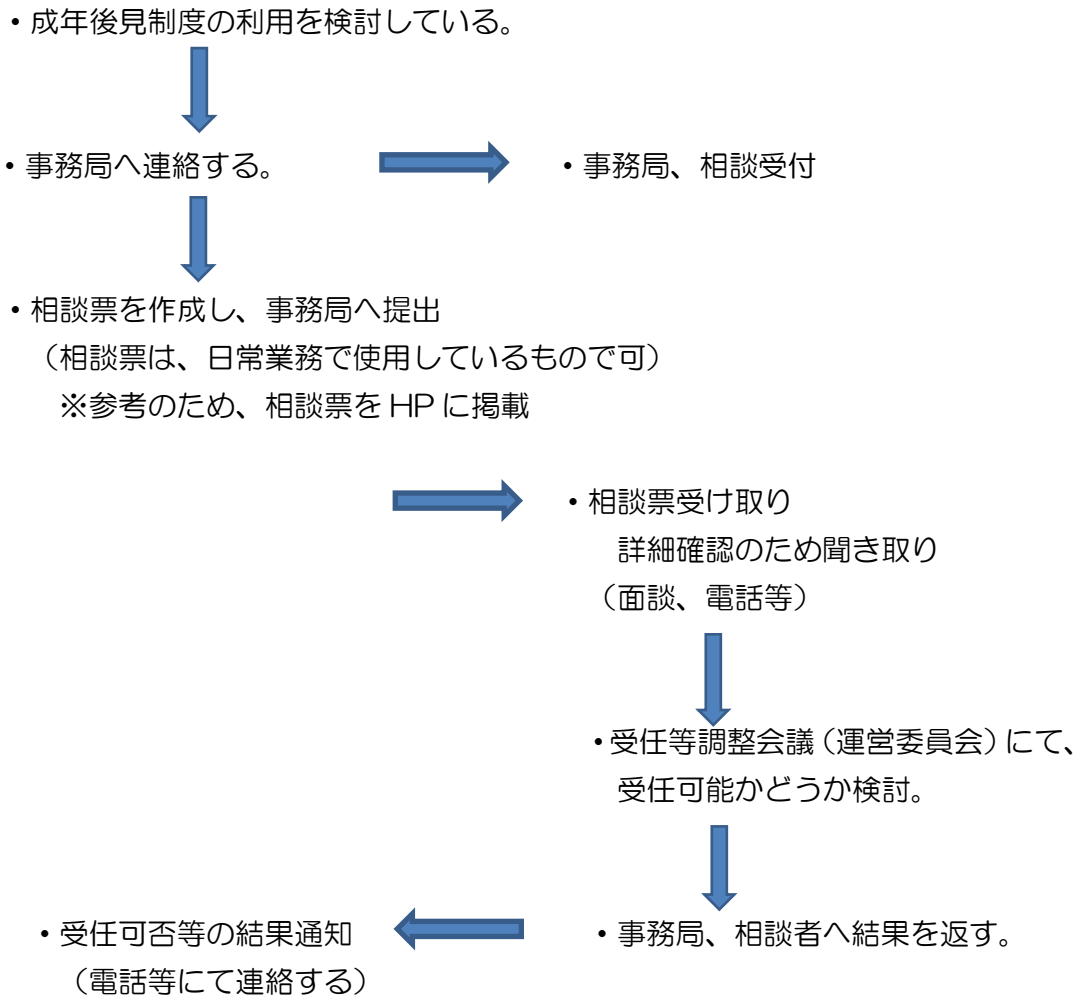 ・成年後見制度の利用を検討している。
・事務局へ連絡する。
・事務局、相談受付
・相談票を作成し、事務局へ提出
（相談票は、日常業務で使用しているもので可）
※参考のため、相談票をHPに掲載
・相談票受け取り
詳細確認のため聞き取り
（面談、電話等）
・受任等調整会議（運営委員会）にて、
受任可能かどうか検討。
・受任可否等の結果通知
（電話等にて連絡する）
・事務局、相談者へ結果を返す。